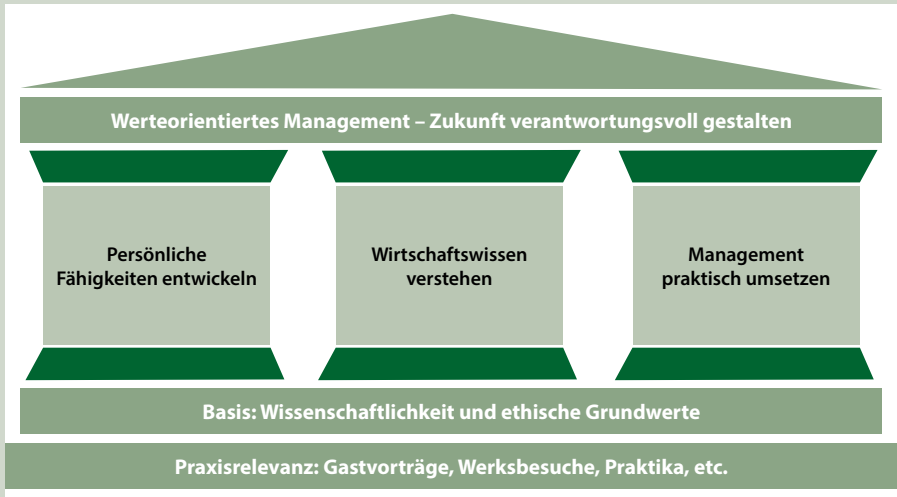 Werteorientiertes Management – Zukunft verantwortungsvoll gestalten
Persönliche
Fähigkeiten entwickeln
Wirtschaftswissen
verstehen
Management
praktisch umsetzen
Basis: Wissenschaftlichkeit und ethische Grundwerte
Praxisrelevanz: Gastvorträge, Werksbesuche, Praktika, etc.